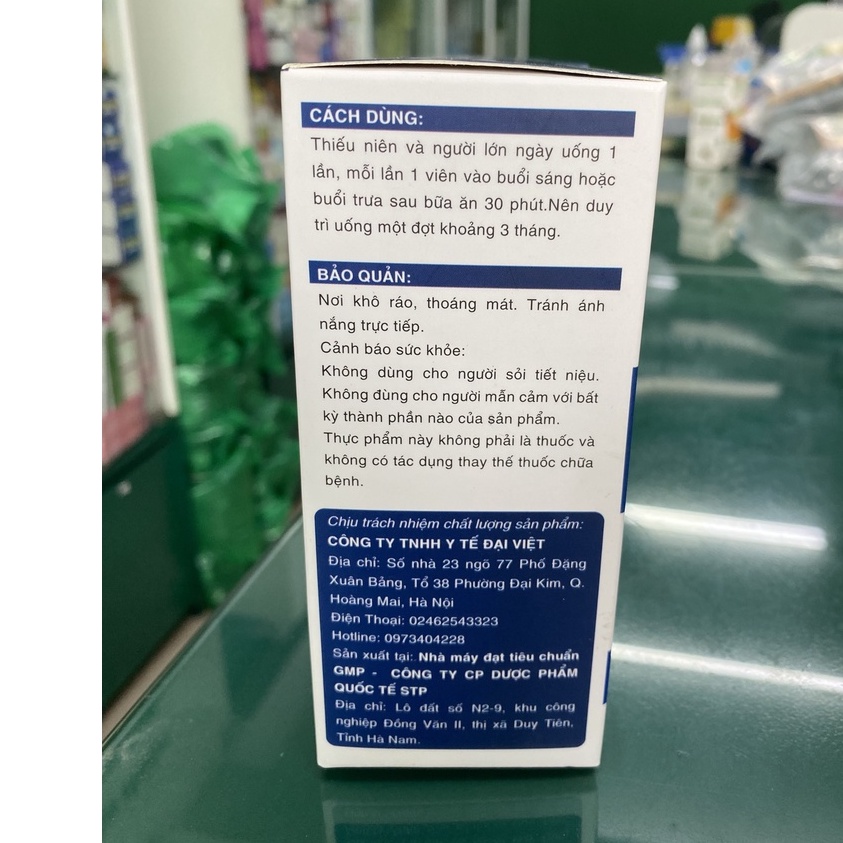 CÁCH DÙNG:
Thiếu niên và người lớn ngày uống 1
lần, mỗi lần 1 viên vào buổi sáng hoặc
buổi trưa sau bữa ăn 30 phút.Nên duy
trì uống một đợt khoảng 3 tháng.
BẢO QUẢN:
Nơi khô ráo, thoáng mát. Tránh ánh
nắng trực tiếp.
Cảnh báo sức khỏe:
Không dùng cho người sỏi tiết niệu.
Không đùng cho người mẫn cảm với bất
kỳ thành phần nào của sản phẩm.
Thực phẩm này không phải là thuốc và
không có tác dụng thay thế thuốc chữa
bệnh.
Chịu trách nhiệm chất lượng sản phẩm:
CÔNG TY TNHH Y TẾ ĐẠI VIỆT
Địa chỉ: Số nhà 23 ngõ 77 Phố Đặng
Xuân Bảng, Tổ 38 Phường Đại Kim, Q.
Hoàng Mai, Hà Nội
Điện Thoại: 02462543323
Hotline: 0973404228
Sản xuất tại: Nhà máy đạt tiêu chuẩn
GMP - CÔNG TY CP DƯỢC PHẨM
QUỐC TẾ STP
Địa chỉ: Lô đất số N2-9, khu công
nghiệp Đồng Văn II, thị xã Duy Tiên,
Tỉnh Hà Nam.